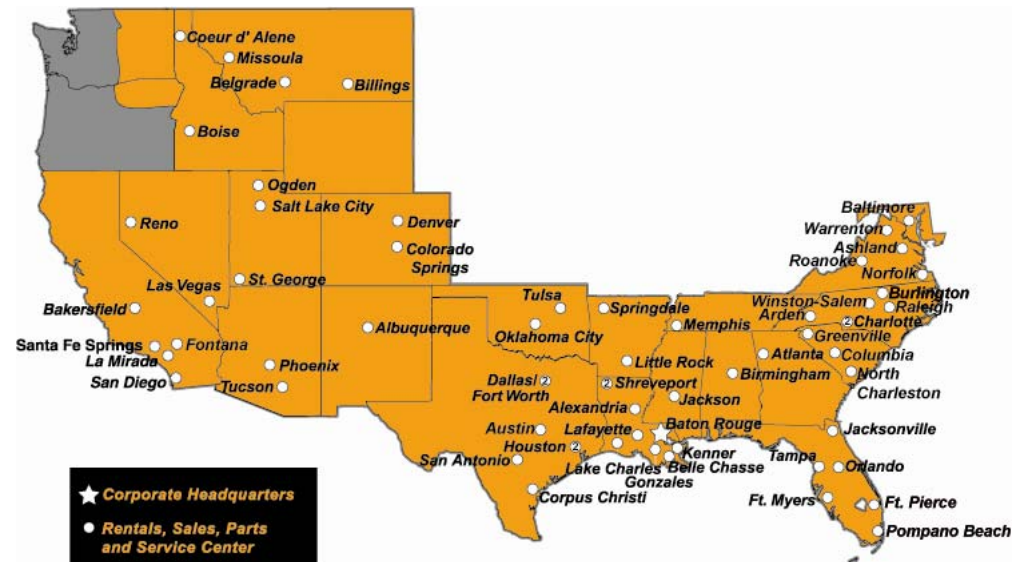 Coeur d' Alene
Missoula
Belgrade
Billings
Boise
Ogden
Salt Lake City
Reno
Denver
Colorado
Springs
St. George
Las Vegas
Bakersfield
Albuquerque
Santa Fe Springs
Fontana
La Mirada
San Diego
Phoenix
Tucson
Tulsa
Oklahoma City
Springdale
Memphis
Little Rock
Dallas/
Fort Worth
2
2
Shreveport
Jackson
Alexandria
Austin
Houston
2
Lafayette
Baton Rouge
San Antonio
Lake Charles
Gonzales
Kenner
Belle Chasse
Corpus Christi
Baltimore
Warrenton
Ashland
Roanoke
Norfolk
Burlington
Winston-Salem
Raleigh
Arden
2
Charlotte
Greenville
Atlanta
Columbia
Birmingham
North
Charleston
Jacksonville
Tampa
Orlando
Ft. Myers
Ft. Pierce
Pompano Beach
Corporate Headquarters
Rentals, Sales, Parts
and Service Center